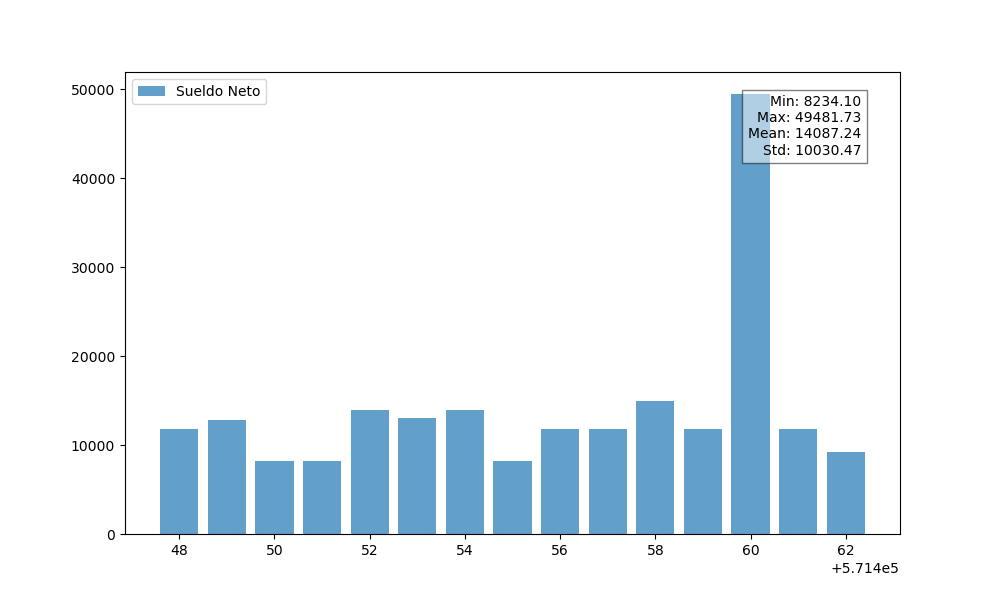 Sueldo Neto
Min: 8234.10
Max: 49481.73
Mean: 14087.24
Std: 10030.47
50000
40000
30000
20000
10000
0
48 50 52 54 56 58 60 62
+5.714e5